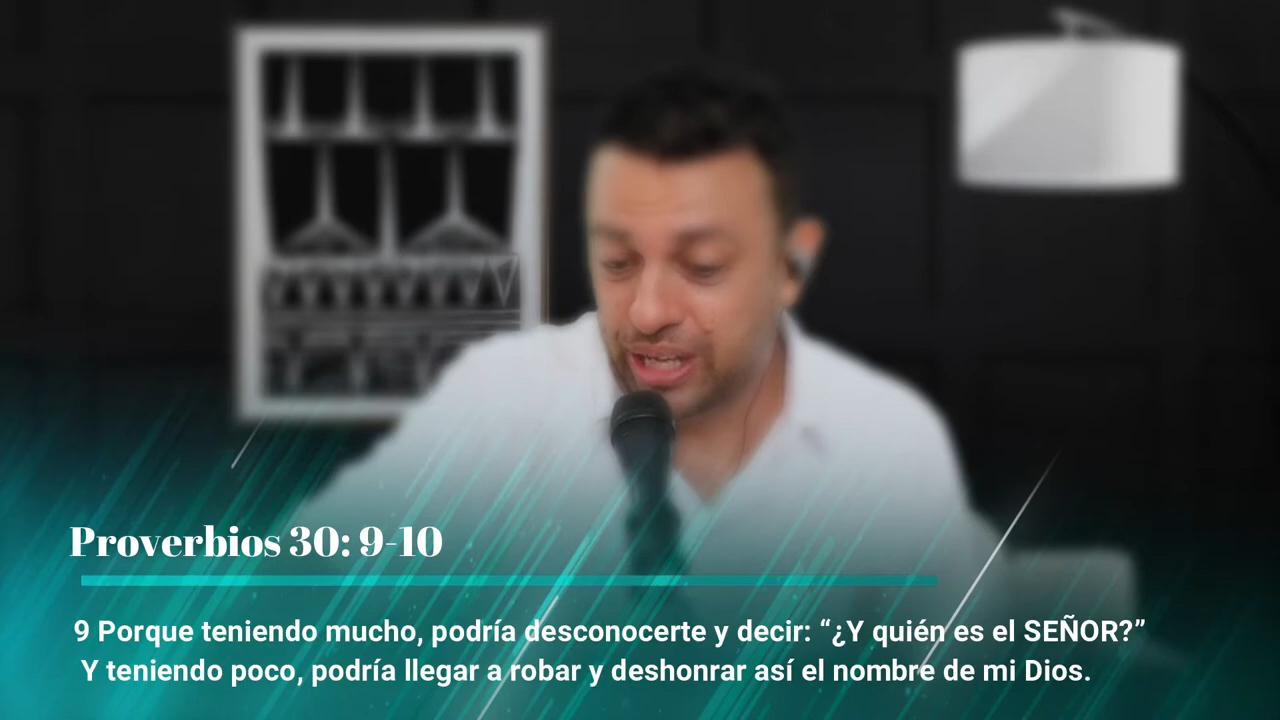 Proverbios 30: 9-10
9 Porque teniendo mucho, podría desconocerte y decir: “¿Y quién es el SEÑOR?”
Y teniendo poco, podría llegar a robar y deshonrar así el nombre de mi Dios.